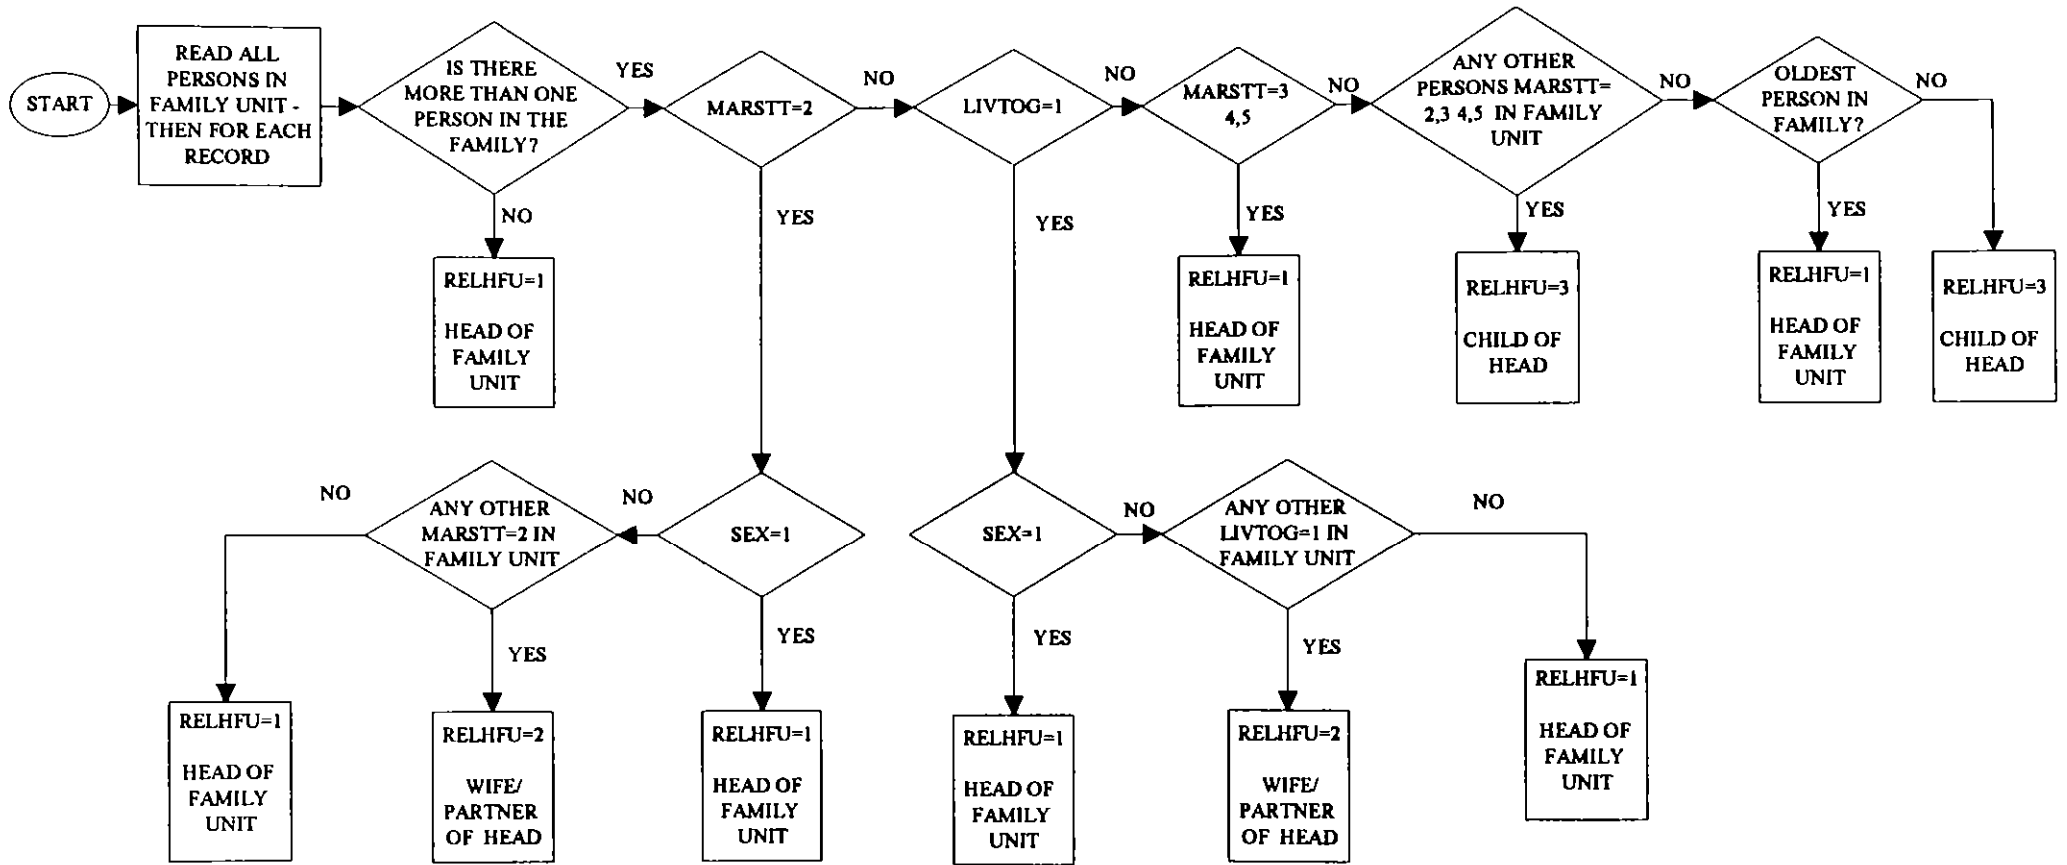 START
READ ALL
PERSONS IN
FAMILY UNIT -
THEN FOR EACH
RECORD
IS THERE
MORE THAN ONE
PERSON IN THE
FAMILY?
YES
NO
RELHFU=1
HEAD OF
FAMILY
UNIT
MARSTT=2
NO
YES
LIVTOG=1
NO
YES
MARSTT=3
4,5
NO
YES
RELHFU=1
HEAD OF
FAMILY
UNIT
ANY OTHER
PERSONS MARSTT=
2,3 4,5 IN FAMILY
UNIT
NO
YES
RELHFU=3
CHILD OF
HEAD
OLDEST
PERSON IN
FAMILY?
NO
YES
RELHFU=1
HEAD OF
FAMILY
UNIT
RELHFU=3
CHILD OF
HEAD
NO
ANY OTHER
MARSTT=2 IN
FAMILY UNIT
NO
SEX=1
YES
YES
RELHFU=1
HEAD OF
FAMILY
UNIT
RELHFU=2
WIFE/
PARTNER
OF HEAD
RELHFU=1
HEAD OF
FAMILY
UNIT
SEX=1
NO
ANY OTHER
LIVTOG=1 IN
FAMILY UNIT
NO
YES
YES
RELHFU=1
HEAD OF
FAMILY
UNIT
RELHFU=2
WIFE/
PARTNER
OF HEAD
RELHFU=1
HEAD OF
FAMILY
UNIT